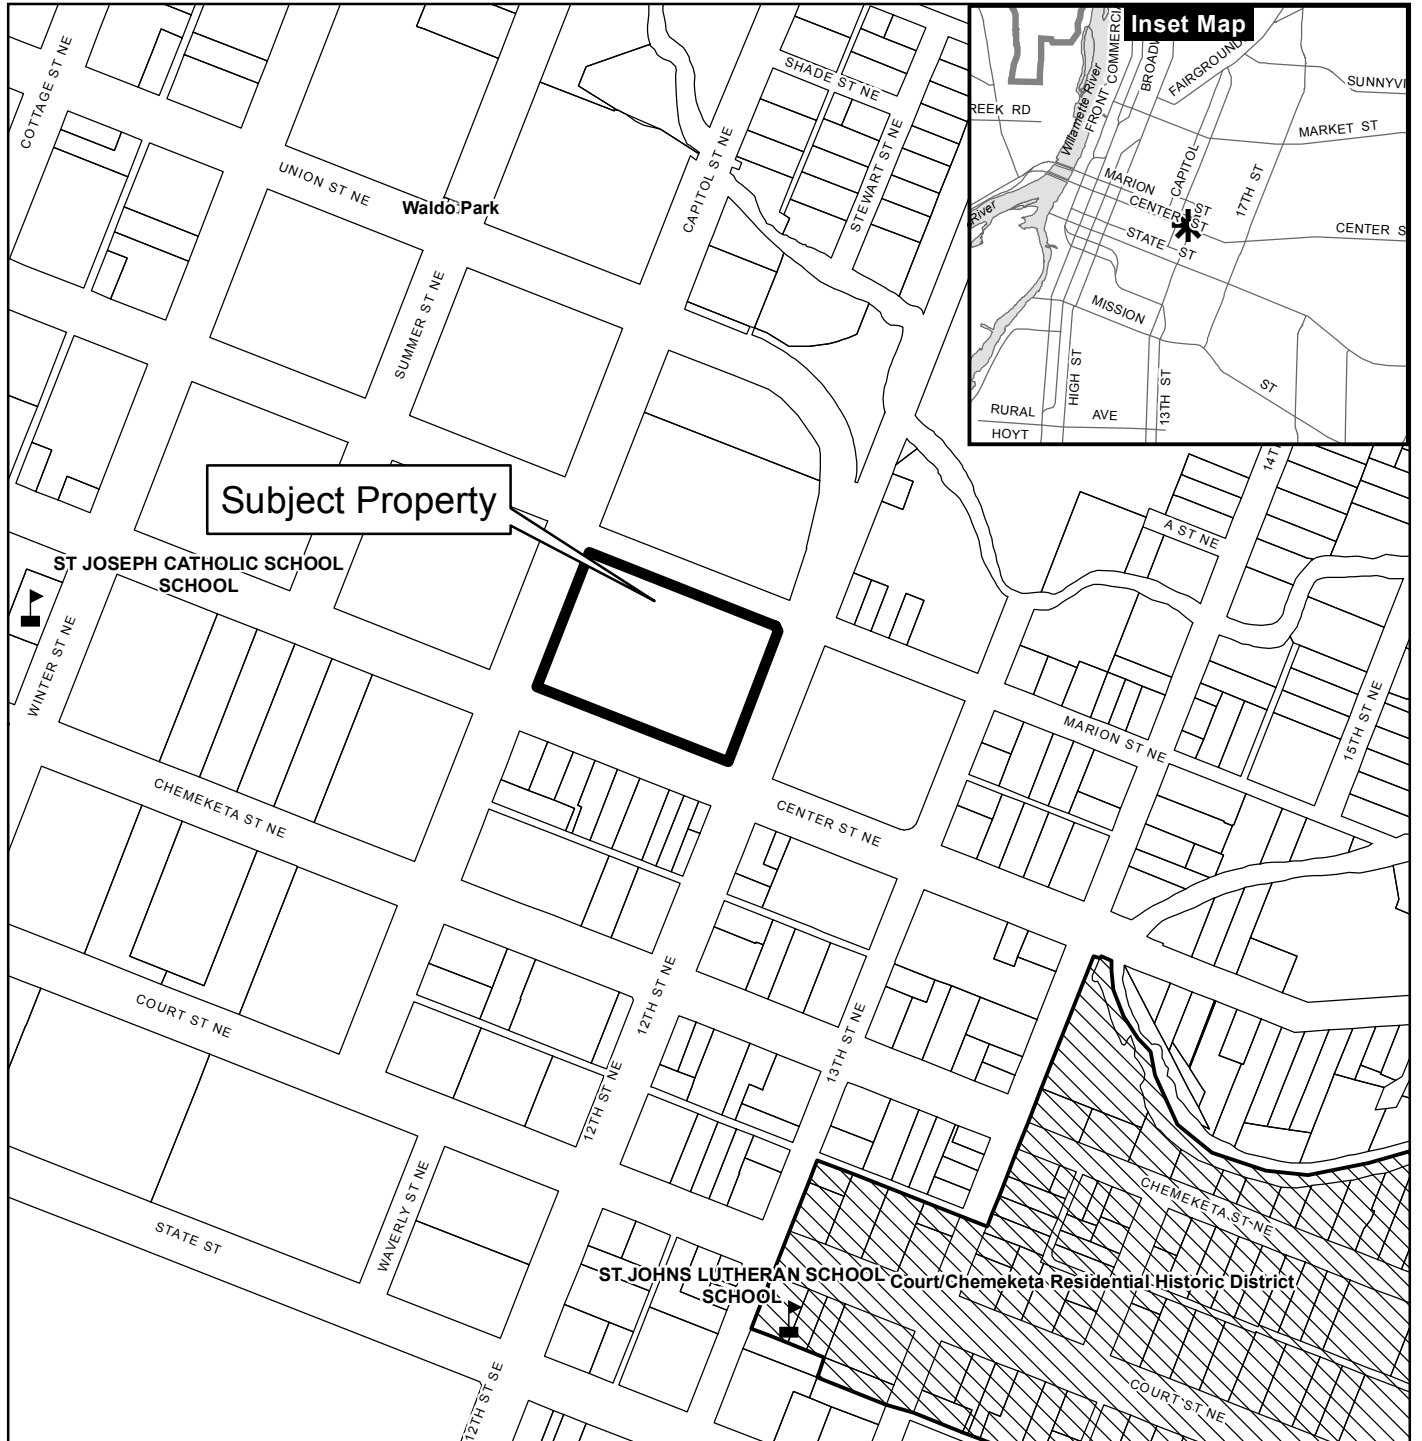 Inset Map
COTTAGE ST NE
UNION ST NE
Waldo Park
SUMMER ST NE
CAPITOL ST NE
SHADE ST NE
STEWART ST NE
REEK RD
Willamette River
River
FRONT
COMMERCIA
BROADW
FAIRGROUND
SUNNYVI
MARKET ST
MARION
ST
CAPITOL
17TH ST
CENTER
ST
CENTER S
STATE
ST
MISSION
ST
HIGH ST
13TH ST
RURAL
AVE
HOYT
Subject Property
ST JOSEPH CATHOLIC SCHOOL
SCHOOL
WINTER ST NE
14T
A ST NE
15TH ST NE
MARION ST NE
CHEMEKETA ST NE
CENTER ST NE
COURT ST NE
12TH ST NE
12TH ST NE
13TH ST NE
WAVERLY ST NE
STATE ST
CHEMEKETA ST NE
ST JOHNS LUTHERAN SCHOOL
SCHOOL
Court/Chemeketa Residential Historic District
COURT ST NE
12TH ST SE